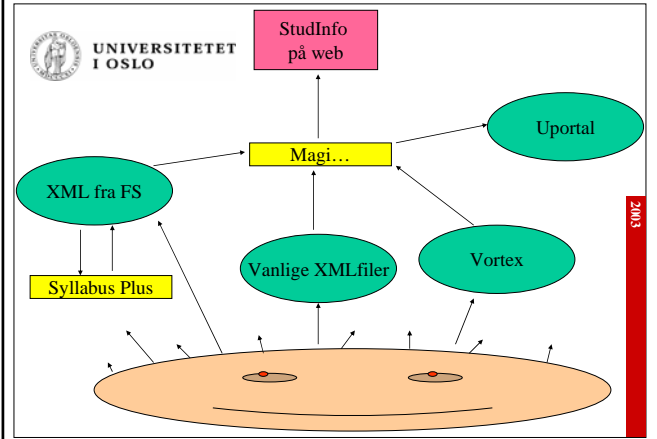 UNIVERSITETET
I OSLO
StudInfo
på web
Uportal
Magi…
XML fra FS
2003
Vanlige XMLfiler
Vortex
Syllabus Plus